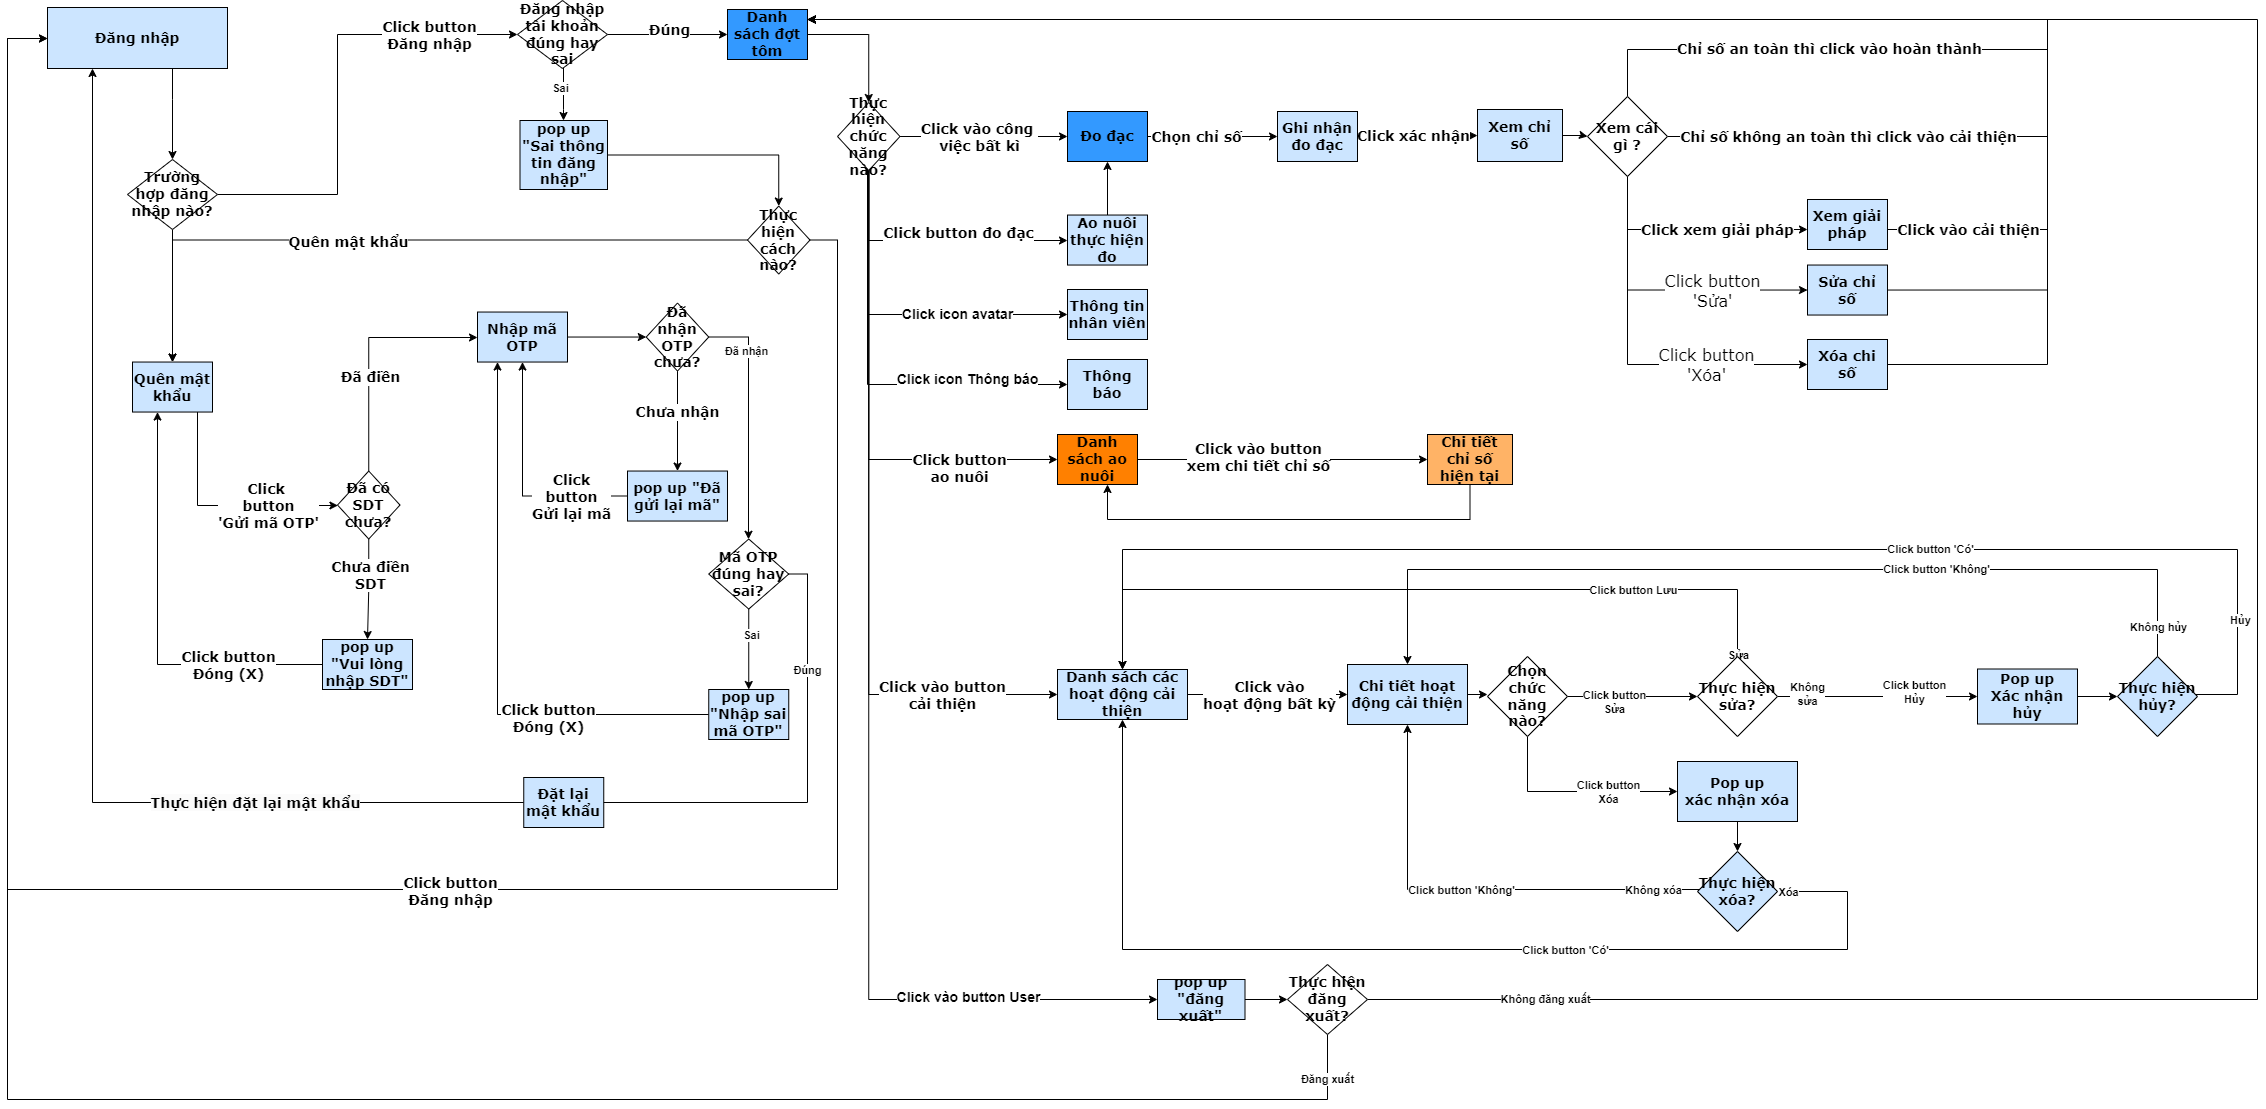 Đăng nhập
Click button
Đăng nhập
Đăng nhập
tài khoản
đúng hay
sai
Đúng
Danh
sách đợt
tôm
Sai
pop up
"Sai thông
tin đăng
nhập"
Trường
hợp đăng
nhập nào?
Quên mật khẩu
Thực
hiện
cách
nào?
Quên mật
khẩu
Click
button
'Gửi mã OTP'
Đã có
SDT
chưa?
Đã điền
Chưa điền
SDT
pop up
"Vui lòng
nhập SDT"
Click button
Đóng (X)
Nhập mã
OTP
Đã
nhận
OTP
chưa?
Đã nhận
Chưa nhận
pop up "Đã
gửi lại mã"
Click
button
Gửi lại mã
Mã OTP
đúng hay
sai?
Sai
Đúng
pop up
"Nhập sai
mã OTP"
Click button
Đóng (X)
Đặt lại
mật khẩu
Thực hiện đặt lại mật khẩu
Click button
Đăng nhập
Thực
hiện
chức
năng
nào?
Click vào công
việc bất kì
Đo đạc
Chọn chỉ số
Ghi nhận
đo đạc
Click xác nhận
Xem chỉ
số
Xem cái
gì ?
Chỉ số an toàn thì click vào hoàn thành
Chỉ số không an toàn thì click vào cải thiện
Click xem giải pháp
Xem giải
pháp
Click vào cải thiện
Click button
'Sửa'
Sửa chỉ
số
Click button
'Xóa'
Xóa chỉ
số
Click button đo đạc
Ao nuôi
thực hiện
đo
Click icon avatar
Thông tin
nhân viên
Click icon Thông báo
Thông
báo
Click button
ao nuôi
Danh
sách ao
nuôi
Click vào button
xem chi tiết chỉ số
Chi tiết
chỉ số
hiện tại
Click button 'Có'
Click button 'Không'
Click button Lưu
Không hủy
Hủy
Sửa
Click vào button
cải thiện
Danh sách các
hoạt động cải
thiện
Click vào
hoạt động bất kỳ
Chi tiết hoạt
động cải thiện
Chọn
chức
năng
nào?
Click button
Sửa
Thực hiện
sửa?
Không
sửa
Click button
Hủy
Pop up
Xác nhận
hủy
Thực hiện
hủy?
Click button
Xóa
Pop up
xác nhận xóa
Thực hiện
xóa?
Không xóa
Click button 'Không'
Xóa
Click button 'Có'
Click vào button User
pop up
"đăng
xuất"
Thực hiện
đăng
xuất?
Không đăng xuất
Đăng xuất